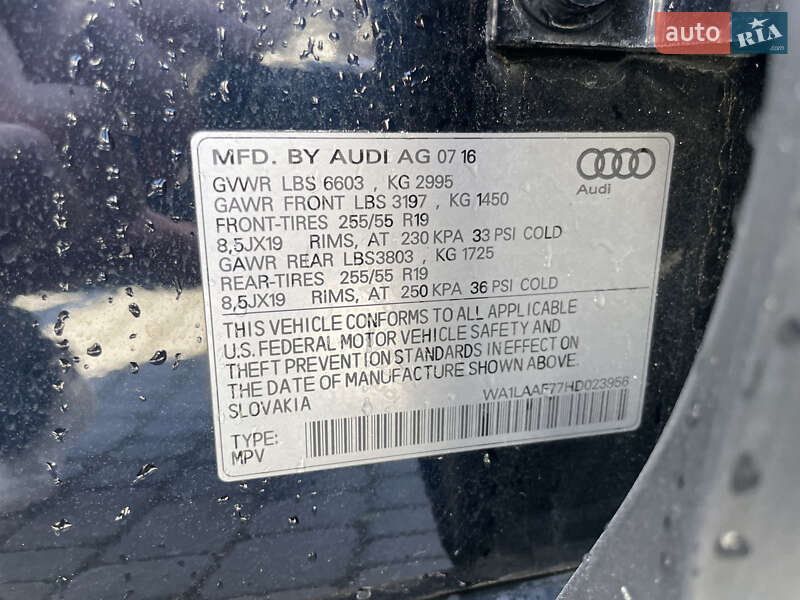 auto RIA
.com
MFD. BY AUDI AG 07 16
Audi
GVWR LBS 6603 , KG 2995
GAWR FRONT LBS 3197 , KG 1450
FRONT-TIRES 255/55 R19
8,5JX19 RIMS, AT 230 KPA 33 PSI COLD
GAWR REAR LBS3803 , KG 1725
REAR-TIRES 255/55 R19
8,5JX19 RIMS, AT 250 KPA 36 PSI COLD
THIS VEHICLE CONFORMS TO ALL APPLICABLE
U.S. FEDERAL MOTOR VEHICLE SAFETY AND
THEFT PREVENTION STANDARDS IN EFFECT ON
THE DATE OF MANUFACTURE SHOWN ABOVE.
SLOVAKIA
WA1LAAF77HD023956
TYPE:
MPV